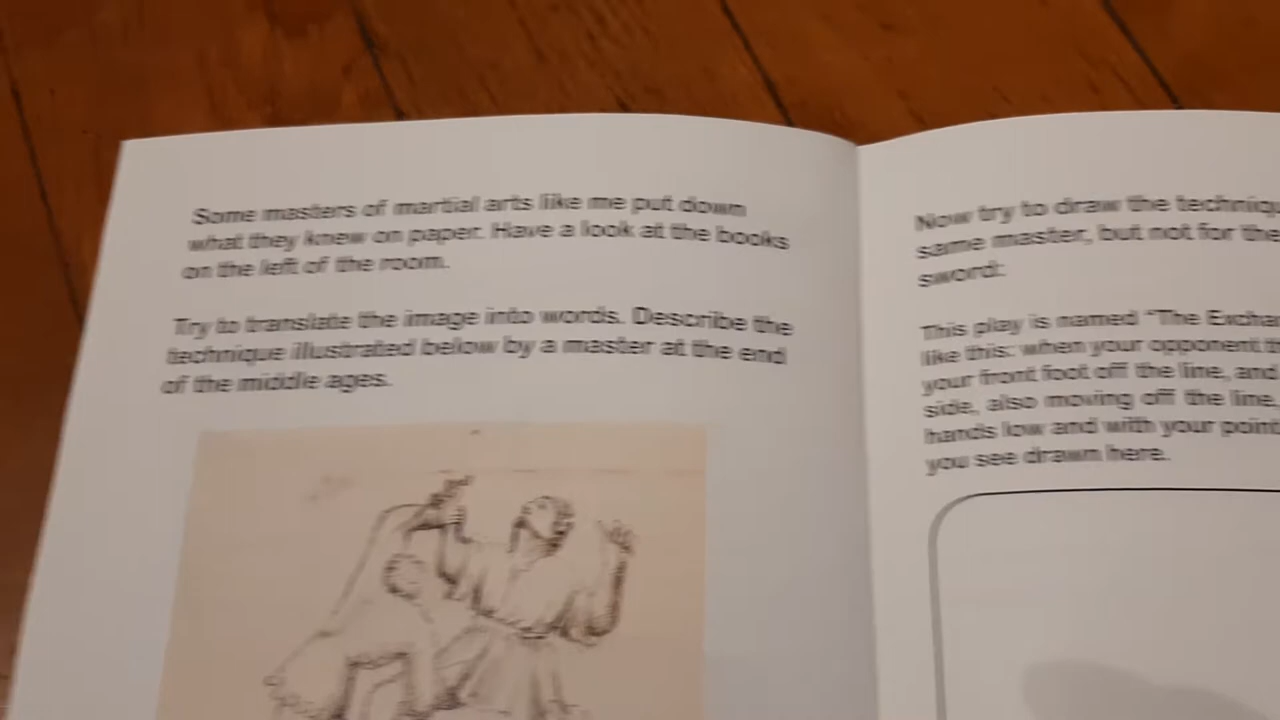 Some masters of martial arts like me put down
what they knew on paper. Have a look at the books
on the left of the room.
Try to translate the image into words. Describe the
technique illustrated below by a master at the end
of the middle ages.
Now try to draw the
same master, but not for the
sword:
This play is named “The
like this: when your opponent
your front foot off the line, and
side, also moving off the line,
hands low and with your point
you see drawn here.